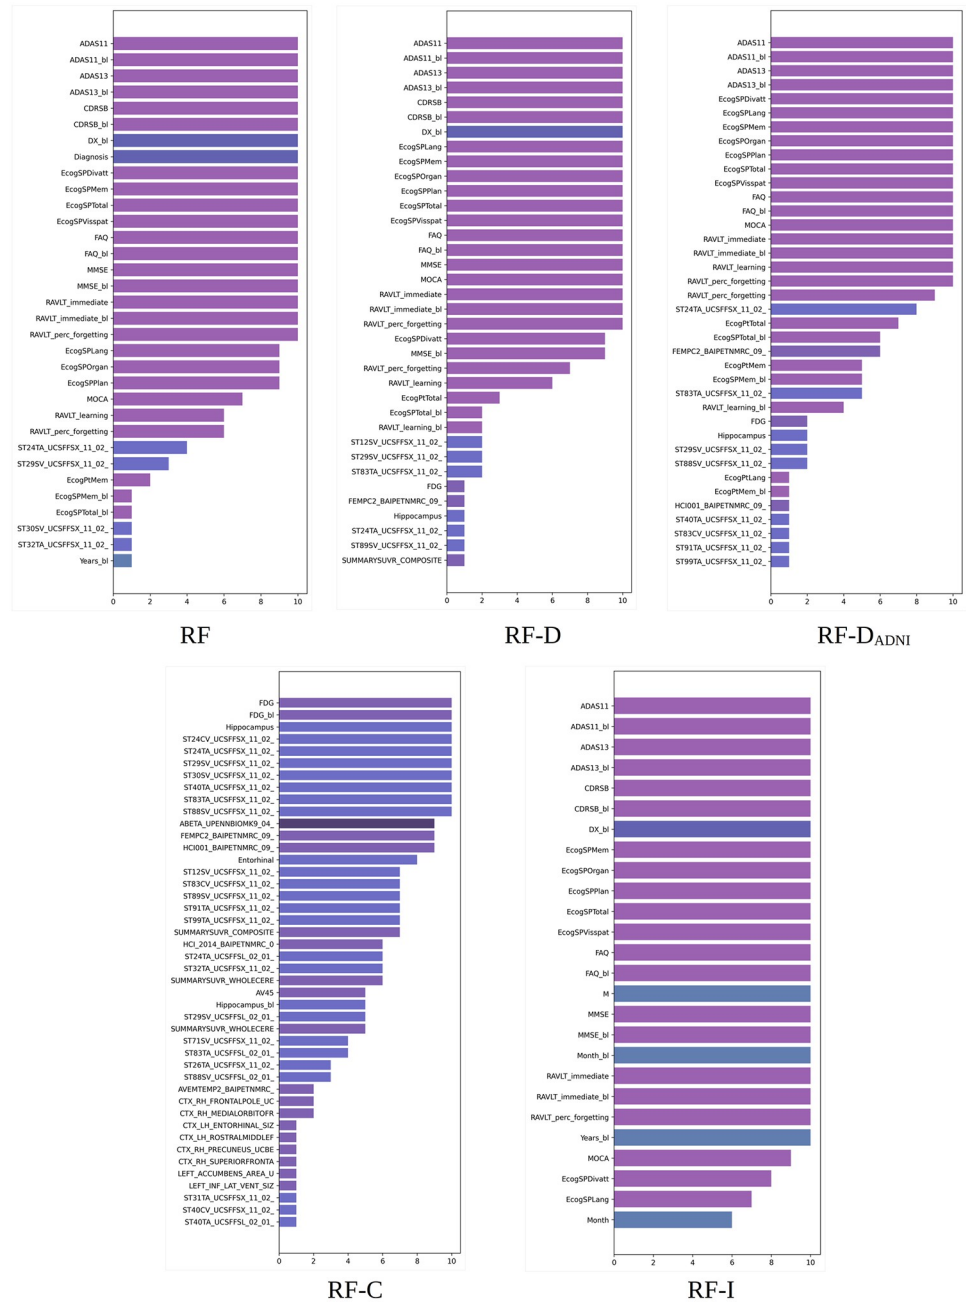 ADAS11
ADAS11_bl
ADAS13
ADAS13_bl
CDRSB
CDRSB_bl
DX_bl
Diagnosis
EcogSPDivatt
EcogSPMem
EcogSPTotal
EcogSPVisspat
FAQ
FAQ_bl
MMSE
MMSE_bl
RAVLT_immediate
RAVLT_immediate_bl
RAVLT_perc_forgetting
EcogSPLang
EcogSPOrgan
EcogSPPlan
MOCA
RAVLT_learning
RAVLT_perc_forgetting
ST24TA_UCSFFSX_11_02_
ST29SV_UCSFFSX_11_02_
EcogPtMem
EcogSPMem_bl
EcogSPTotal_bl
ST30SV_UCSFFSX_11_02_
ST32TA_UCSFFSX_11_02_
Years_bl
0 2 4 6 8 10
RF
ADAS11
ADAS11_bl
ADAS13
ADAS13_bl
CDRSB
CDRSB_bl
DX_bl
EcogSPLang
EcogSPMem
EcogSPOrgan
EcogSPPlan
EcogSPTotal
EcogSPVisspat
FAQ
FAQ_bl
MMSE
MOCA
RAVLT_immediate
RAVLT_immediate_bl
RAVLT_perc_forgetting
EcogSPDivatt
MMSE_bl
RAVLT_perc_forgetting
RAVLT_learning
EcogPtTotal
EcogSPTotal_bl
RAVLT_learning_bl
ST12SV_UCSFFSX_11_02_
ST29SV_UCSFFSX_11_02_
ST83TA_UCSFFSX_11_02_
FDG
FEMPC2_BAIPETNMRC_09_
Hippocampus
ST24TA_UCSFFSX_11_02_
ST89SV_UCSFFSX_11_02_
SUMMARYSUVR_COMPOSITE
0 2 4 6 8 10
RF-D
ADAS11
ADAS11_bl
ADAS13
ADAS13_bl
EcogSPDivatt
EcogSPLang
EcogSPMem
EcogSPOrgan
EcogSPPlan
EcogSPTotal
EcogSPVisspat
FAQ
FAQ_bl
MOCA
RAVLT_immediate
RAVLT_immediate_bl
RAVLT_learning
RAVLT_perc_forgetting
RAVLT_perc_forgetting
ST24TA_UCSFFSX_11_02_
EcogPtTotal
EcogSPTotal_bl
FEMPC2_BAIPETNMRC_09_
EcogPtMem
EcogSPMem_bl
ST83TA_UCSFFSX_11_02_
RAVLT_learning_bl
FDG
Hippocampus
ST29SV_UCSFFSX_11_02_
ST88SV_UCSFFSX_11_02_
EcogPtLang
EcogPtMem_bl
HCI001_BAIPETNMRC_09_
ST40TA_UCSFFSX_11_02_
ST83CV_UCSFFSX_11_02_
ST91TA_UCSFFSX_11_02_
ST99TA_UCSFFSX_11_02_
0 2 4 6 8 10
RF-DADNI
FDG
FDG_bl
Hippocampus
ST24CV_UCSFFSX_11_02_
ST24TA_UCSFFSX_11_02_
ST29SV_UCSFFSX_11_02_
ST30SV_UCSFFSX_11_02_
ST40TA_UCSFFSX_11_02_
ST83TA_UCSFFSX_11_02_
ST88SV_UCSFFSX_11_02_
ABETA_UPENNBIOMK9_04_
FEMPC2_BAIPETNMRC_09_
HCI001_BAIPETNMRC_09_
Entorhinal
ST12SV_UCSFFSX_11_02_
ST83CV_UCSFFSX_11_02_
ST89SV_UCSFFSX_11_02_
ST91TA_UCSFFSX_11_02_
ST99TA_UCSFFSX_11_02_
SUMMARYSUVR_COMPOSITE
HCI_2014_BAIPETNMRC_0
ST24TA_UCSFFSL_02_01_
ST32TA_UCSFFSX_11_02_
SUMMARYSUVR_WHOLECERE
AV45
Hippocampus_bl
ST29SV_UCSFFSL_02_01_
SUMMARYSUVR_WHOLECERE
ST71SV_UCSFFSX_11_02_
ST83TA_UCSFFSL_02_01_
ST26TA_UCSFFSX_11_02_
ST88SV_UCSFFSL_02_01_
AVEMTEMP2_BAIPETNMRC_
CTX_RH_FRONTALPOLE_UC
CTX_RH_MEDIALORBITOFR
CTX_LH_ENTORHINAL_SIZ
CTX_LH_ROSTRALMIDDLEF
CTX_RH_PRECUNEUS_UCBE
CTX_RH_SUPERIORFRONTA
LEFT_ACCUMBENS_AREA_U
LEFT_INF_LAT_VENT_SIZ
ST31TA_UCSFFSX_11_02_
ST40CV_UCSFFSX_11_02_
ST40TA_UCSFFSL_02_01_
0 2 4 6 8 10
RF-C
ADAS11
ADAS11_bl
ADAS13
ADAS13_bl
CDRSB
CDRSB_bl
DX_bl
EcogSPMem
EcogSPOrgan
EcogSPPlan
EcogSPTotal
EcogSPVisspat
FAQ
FAQ_bl
M
MMSE
MMSE_bl
Month_bl
RAVLT_immediate
RAVLT_immediate_bl
RAVLT_perc_forgetting
Years_bl
MOCA
EcogSPDivatt
EcogSPLang
Month
0 2 4 6 8 10
RF-I